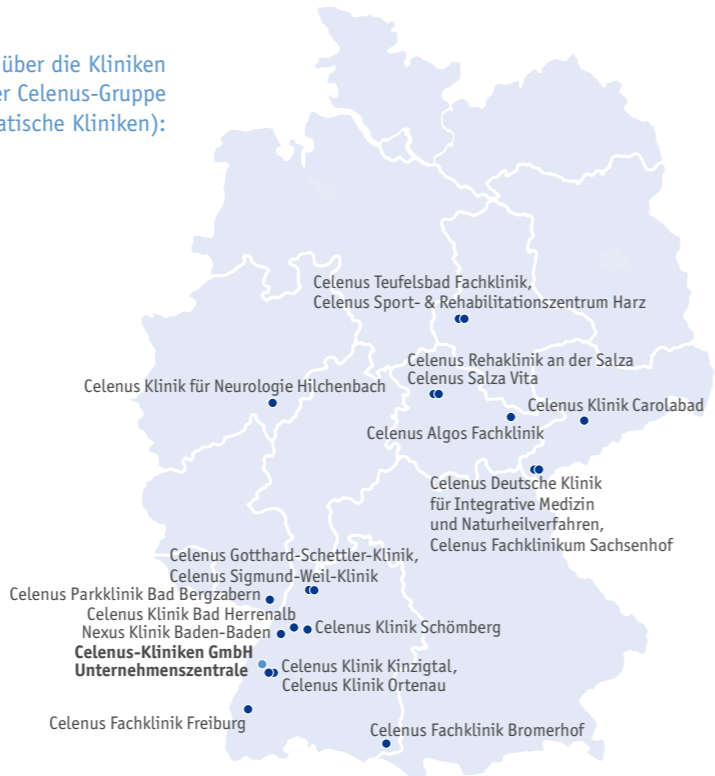 über die Kliniken
er Celenus-Gruppe
atische Kliniken):
Celenus Teufelsbad Fachklinik,
Celenus Sport- & Rehabilitationszentrum Harz
Celenus Rehaklinik an der Salza
Celenus Salza Vita
Celenus Klinik für Neurologie Hilchenbach
Celenus Klinik Carolabad
Celenus Algos Fachklinik
Celenus Deutsche Klinik
für Integrative Medizin
und Naturheilverfahren,
Celenus Fachklinikum Sachsenhof
Celenus Gotthard-Schettler-Klinik,
Celenus Sigmund-Weil-Klinik
Celenus Parkklinik Bad Bergzabern
Celenus Klinik Bad Herrenalb
Nexus Klinik Baden-Baden
Celenus Klinik Schömberg
Celenus-Kliniken GmbH
Unternehmenszentrale
Celenus Klinik Kinzigtal,
Celenus Klinik Ortenau
Celenus Fachklinik Freiburg
Celenus Fachklinik Bromerhof